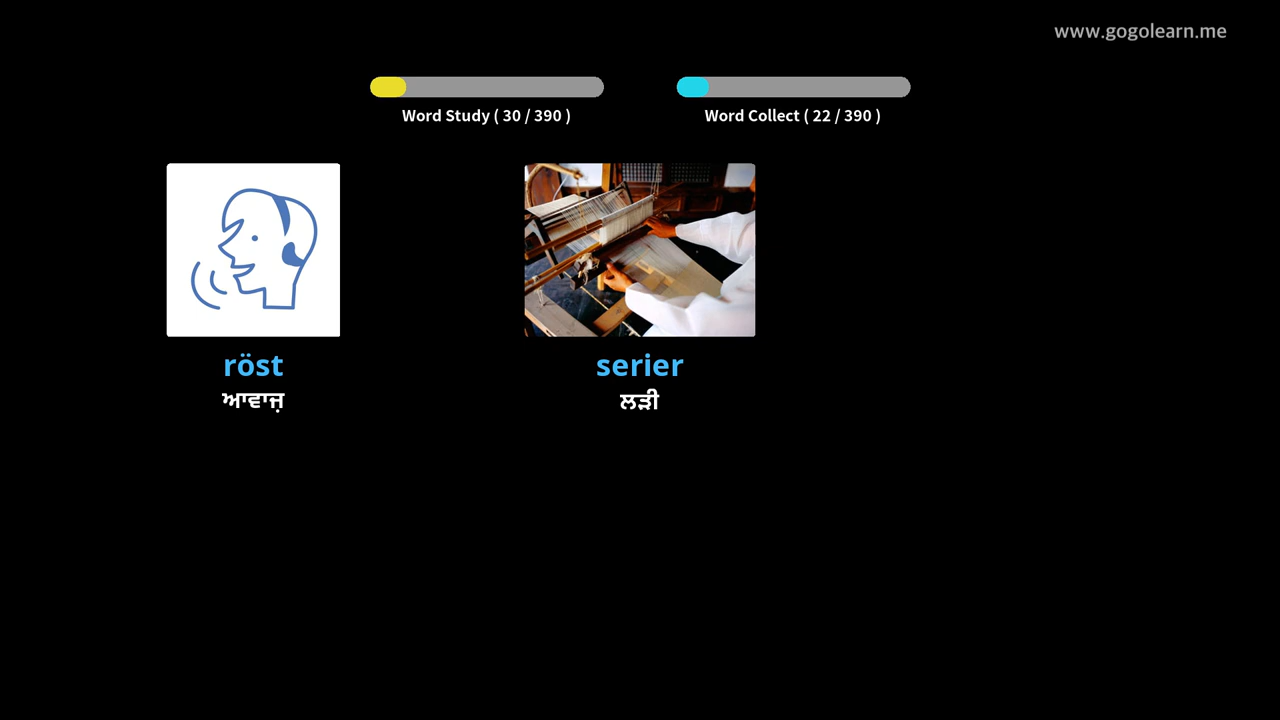 www.gogolearn.me
Word Study ( 30 / 390 )
Word Collect ( 22 / 390 )
röst
ਆਵਾਜ਼
serier
ਲੜੀ